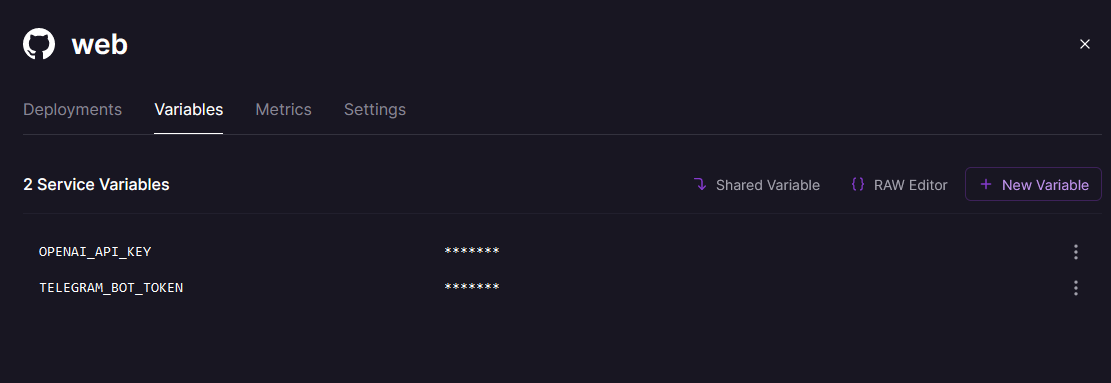 web
Deployments Variables Metrics Settings
2 Service Variables Shared Variable {} RAW Editor + New Variable
OPENAI_API_KEY *******
TELEGRAM_BOT_TOKEN *******